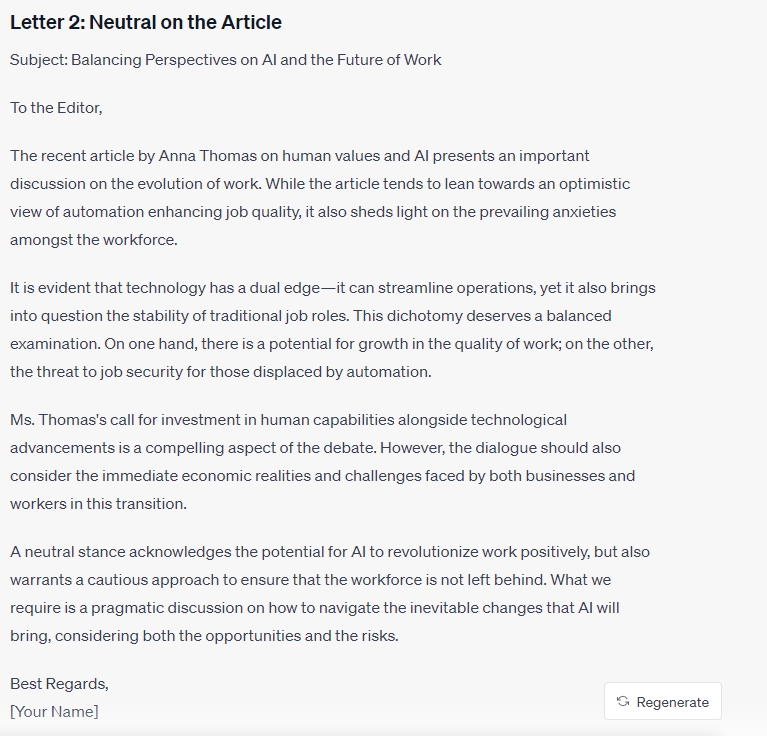 Letter 2: Neutral on the Article
Subject: Balancing Perspectives on AI and the Future of Work
To the Editor,
The recent article by Anna Thomas on human values and AI presents an important
discussion on the evolution of work. While the article tends to lean towards an optimistic
view of automation enhancing job quality, it also sheds light on the prevailing anxieties
amongst the workforce.
It is evident that technology has a dual edge—it can streamline operations, yet it also brings
into question the stability of traditional job roles. This dichotomy deserves a balanced
examination. On one hand, there is a potential for growth in the quality of work; on the other,
the threat to job security for those displaced by automation.
Ms. Thomas's call for investment in human capabilities alongside technological
advancements is a compelling aspect of the debate. However, the dialogue should also
consider the immediate economic realities and challenges faced by both businesses and
workers in this transition.
A neutral stance acknowledges the potential for AI to revolutionize work positively, but also
warrants a cautious approach to ensure that the workforce is not left behind. What we
require is a pragmatic discussion on how to navigate the inevitable changes that AI will
bring, considering both the opportunities and the risks.
Best Regards,
[Your Name]
Regenerate